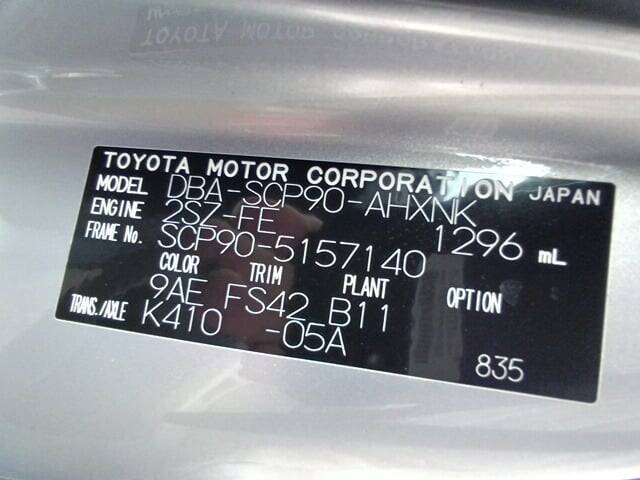 TOYOTA MOTOR CORPORATION JAPAN
MODEL DBA-SCP90-AHXNK
ENGINE 2SZ-FE 1296 mL
FRAME No. SCP90-5157140
COLOR TRIM PLANT OPTION
9AE FS42 B11
TRANS./AXLE K410 -05A
835